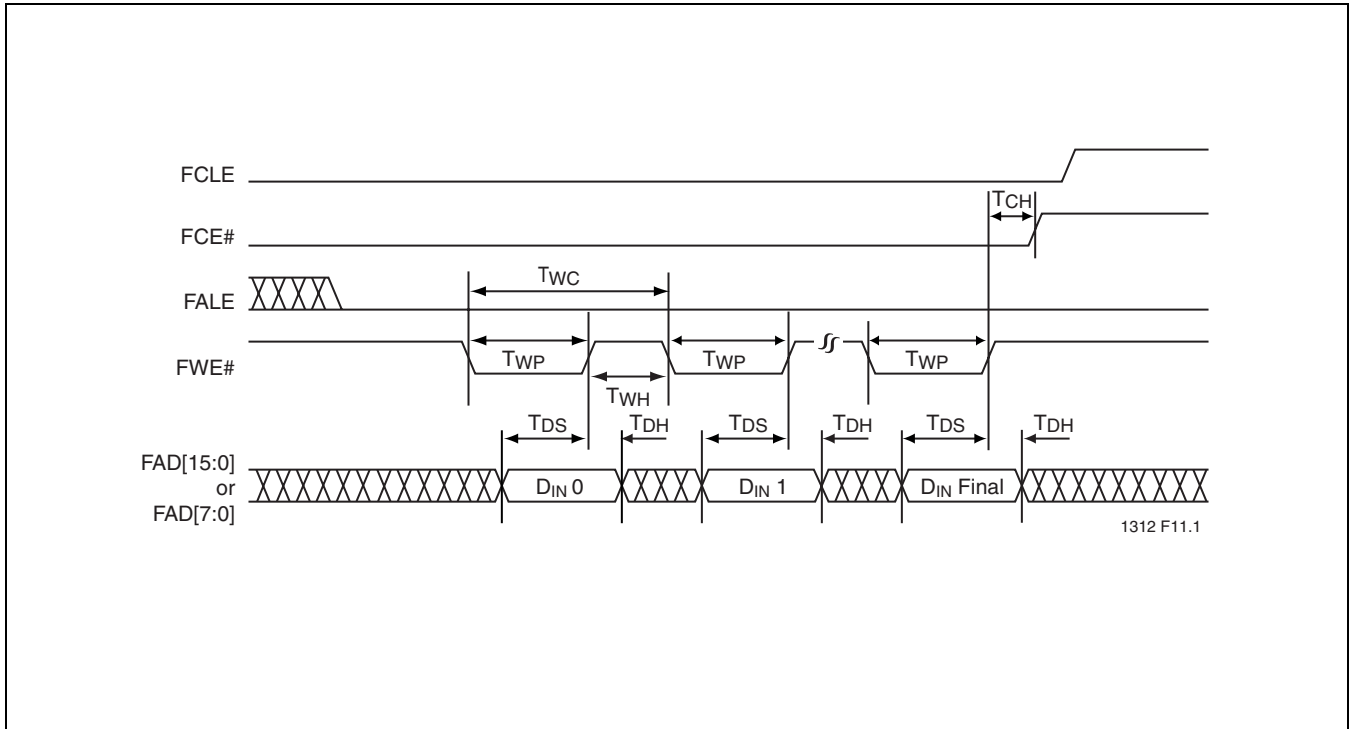 FCLE
TCH
FCE#
TWC
FALE
TWP TWP TWP
FWE#
TWH
TDS TDH TDS TDH TDS TDH
FAD[15:0]
or
FAD[7:0]
DIN 0 DIN 1 DIN Final
1312 F11.1